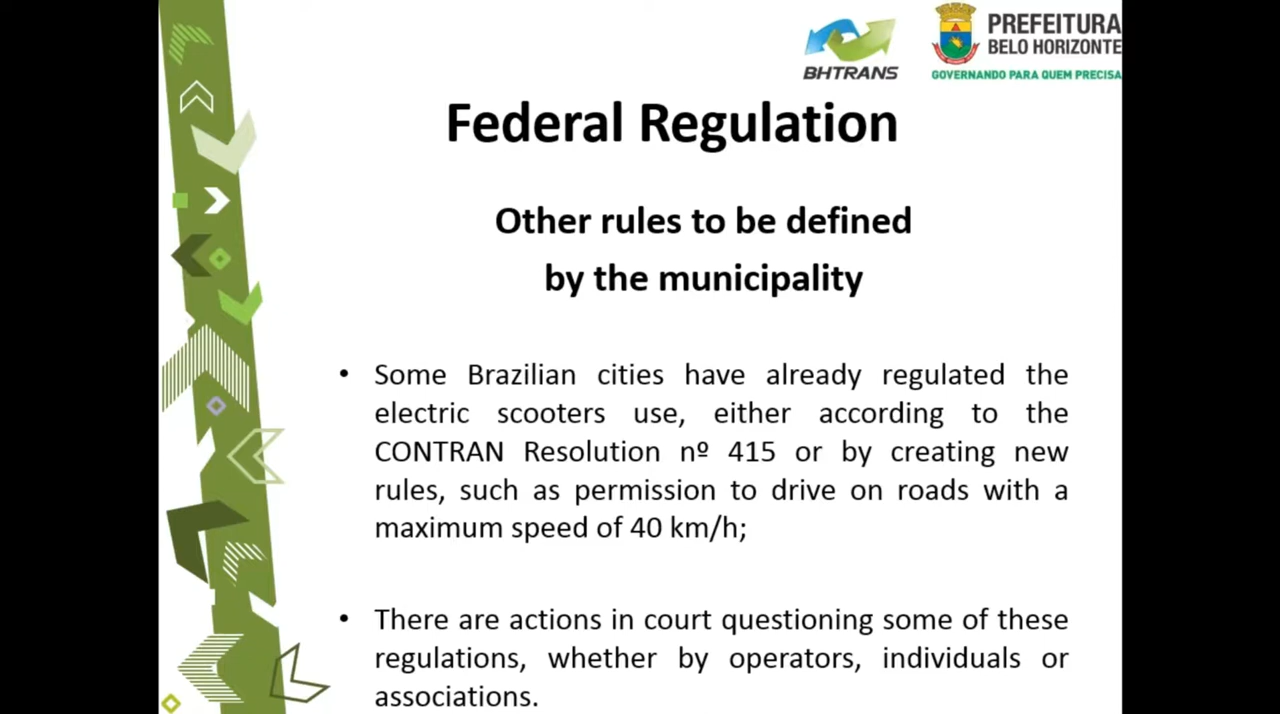 BHTRANS
PREFEITURA
BELO HORIZONTE
GOVERNANDO PARA QUEM PRECISA
Federal Regulation
Other rules to be defined
by the municipality
• Some Brazilian cities have already regulated the
electric scooters use, either according to the
CONTRAN Resolution nº 415 or by creating new
rules, such as permission to drive on roads with a
maximum speed of 40 km/h;
• There are actions in court questioning some of these
regulations, whether by operators, individuals or
associations.